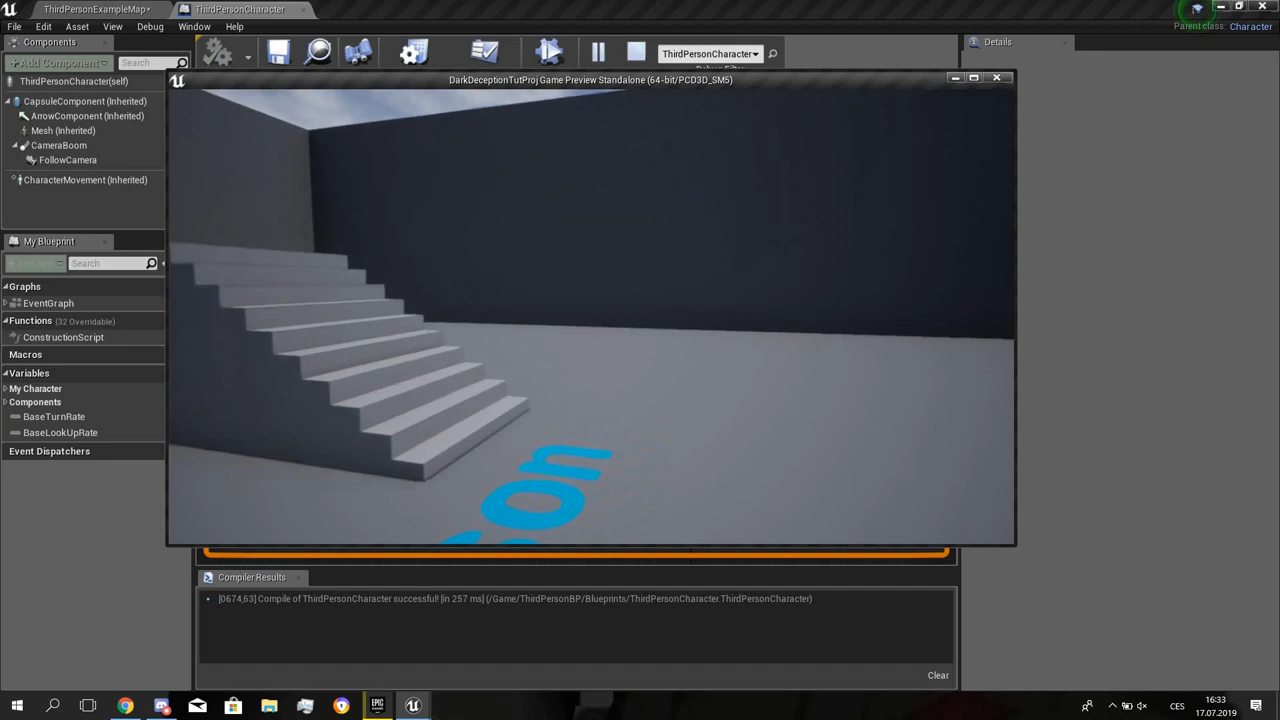 ThirdPersonExampleMap*
ThirdPersonCharacter
File Edit Asset View Debug Window Help
Parent class: Character
Components
Details
+Add Component
Search
ThirdPersonCharacter
ThirdPersonCharacter(self)
DarkDeceptionTutProj Game Preview Standalone (64-bit/PCD3D_SM5)
CapsuleComponent (Inherited)
ArrowComponent (Inherited)
Mesh (Inherited)
CameraBoom
FollowCamera
CharacterMovement (Inherited)
My Blueprint
Search
Graphs
EventGraph
Functions (32 Overridable)
ConstructionScript
Macros
Variables
My Character
Components
BaseTurnRate
BaseLookUpRate
Event Dispatchers
son
Compiler Results
[0674,63] Compile of ThirdPersonCharacter successful! [in 257 ms] (/Game/ThirdPersonBP/Blueprints/ThirdPersonCharacter.ThirdPersonCharacter)
Clear
EPIC GAMES
CES
16:33
17.07.2019